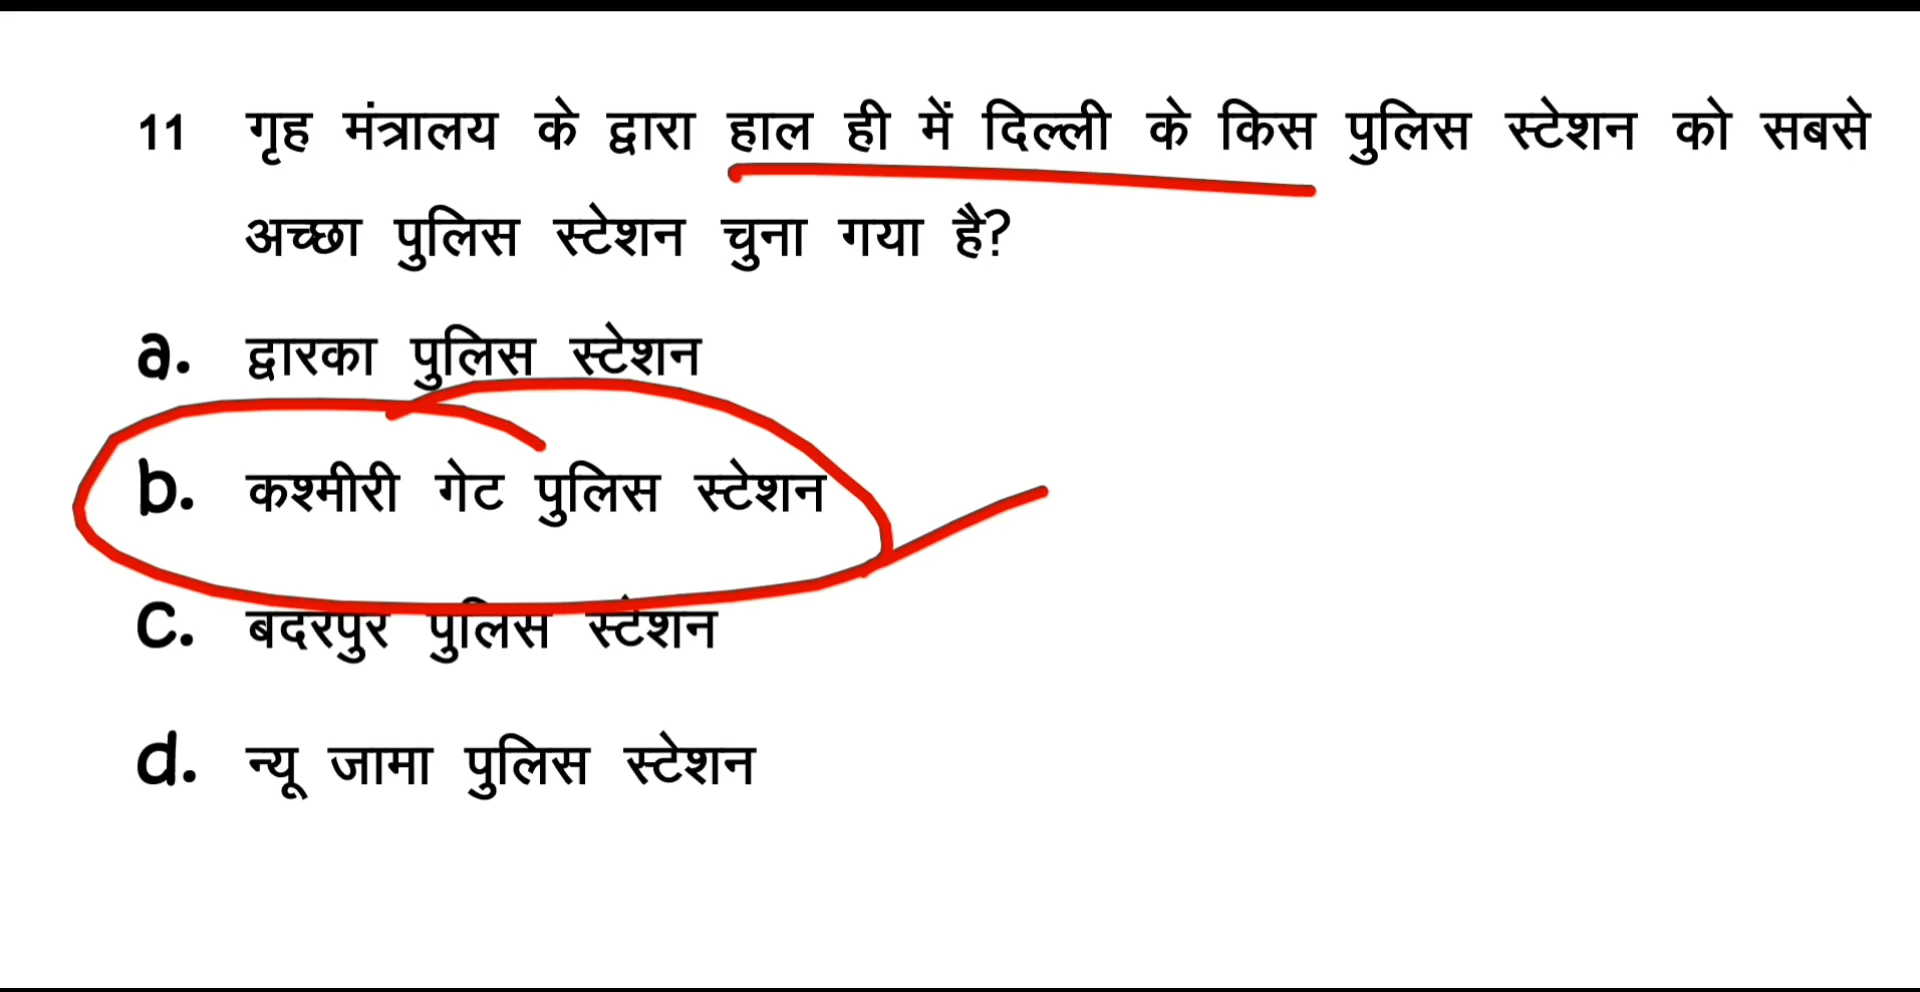 11 गृह मंत्रालय के द्वारा हाल ही में दिल्ली के किस पुलिस स्टेशन को सबसे
अच्छा पुलिस स्टेशन चुना गया है?
a. द्वारका पुलिस स्टेशन
b. कश्मीरी गेट पुलिस स्टेशन
c. बदरपुर पुलिस स्टेशन
d. न्यू जामा पुलिस स्टेशन